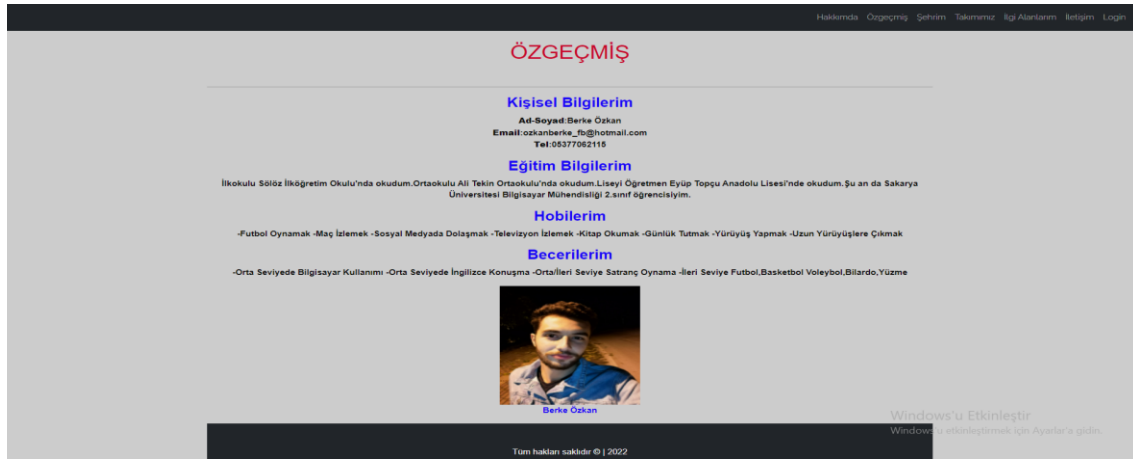 Hakkımda Özgeçmiş Şehrim Takımımız İlgi Alanlarım İletişim Login
ÖZGEÇMİŞ
Kişisel Bilgilerim
Ad-Soyad:Berke Özkan
Email:ozkanberke_fb@hotmail.com
Tel:05377062115
Eğitim Bilgilerim
İlkokulu Sölöz İlköğretim Okulu'nda okudum.Ortaokulu Ali Tekin Ortaokulu'nda okudum.Liseyi Öğretmen Eyüp Topçu Anadolu Lisesi'nde okudum.Şu an da Sakarya
Üniversitesi Bilgisayar Mühendisliği 2.sınıf öğrencisiyim.
Hobilerim
-Futbol Oynamak -Maç İzlemek -Sosyal Medyada Dolaşmak -Televizyon İzlemek -Kitap Okumak -Günlük Tutmak -Yürüyüş Yapmak -Uzun Yürüyüşlere Çıkmak
Becerilerim
-Orta Seviyede Bilgisayar Kullanımı -Orta Seviyede İngilizce Konuşma -Orta/İleri Seviye Satranç Oynama -İleri Seviye Futbol,Basketbol Voleybol,Bilardo,Yüzme
Berke Özkan
Windows'u Etkinleştir
Windows'u etkinleştirmek için Ayarlar'a gidin.
Tüm hakları saklıdır © | 2022